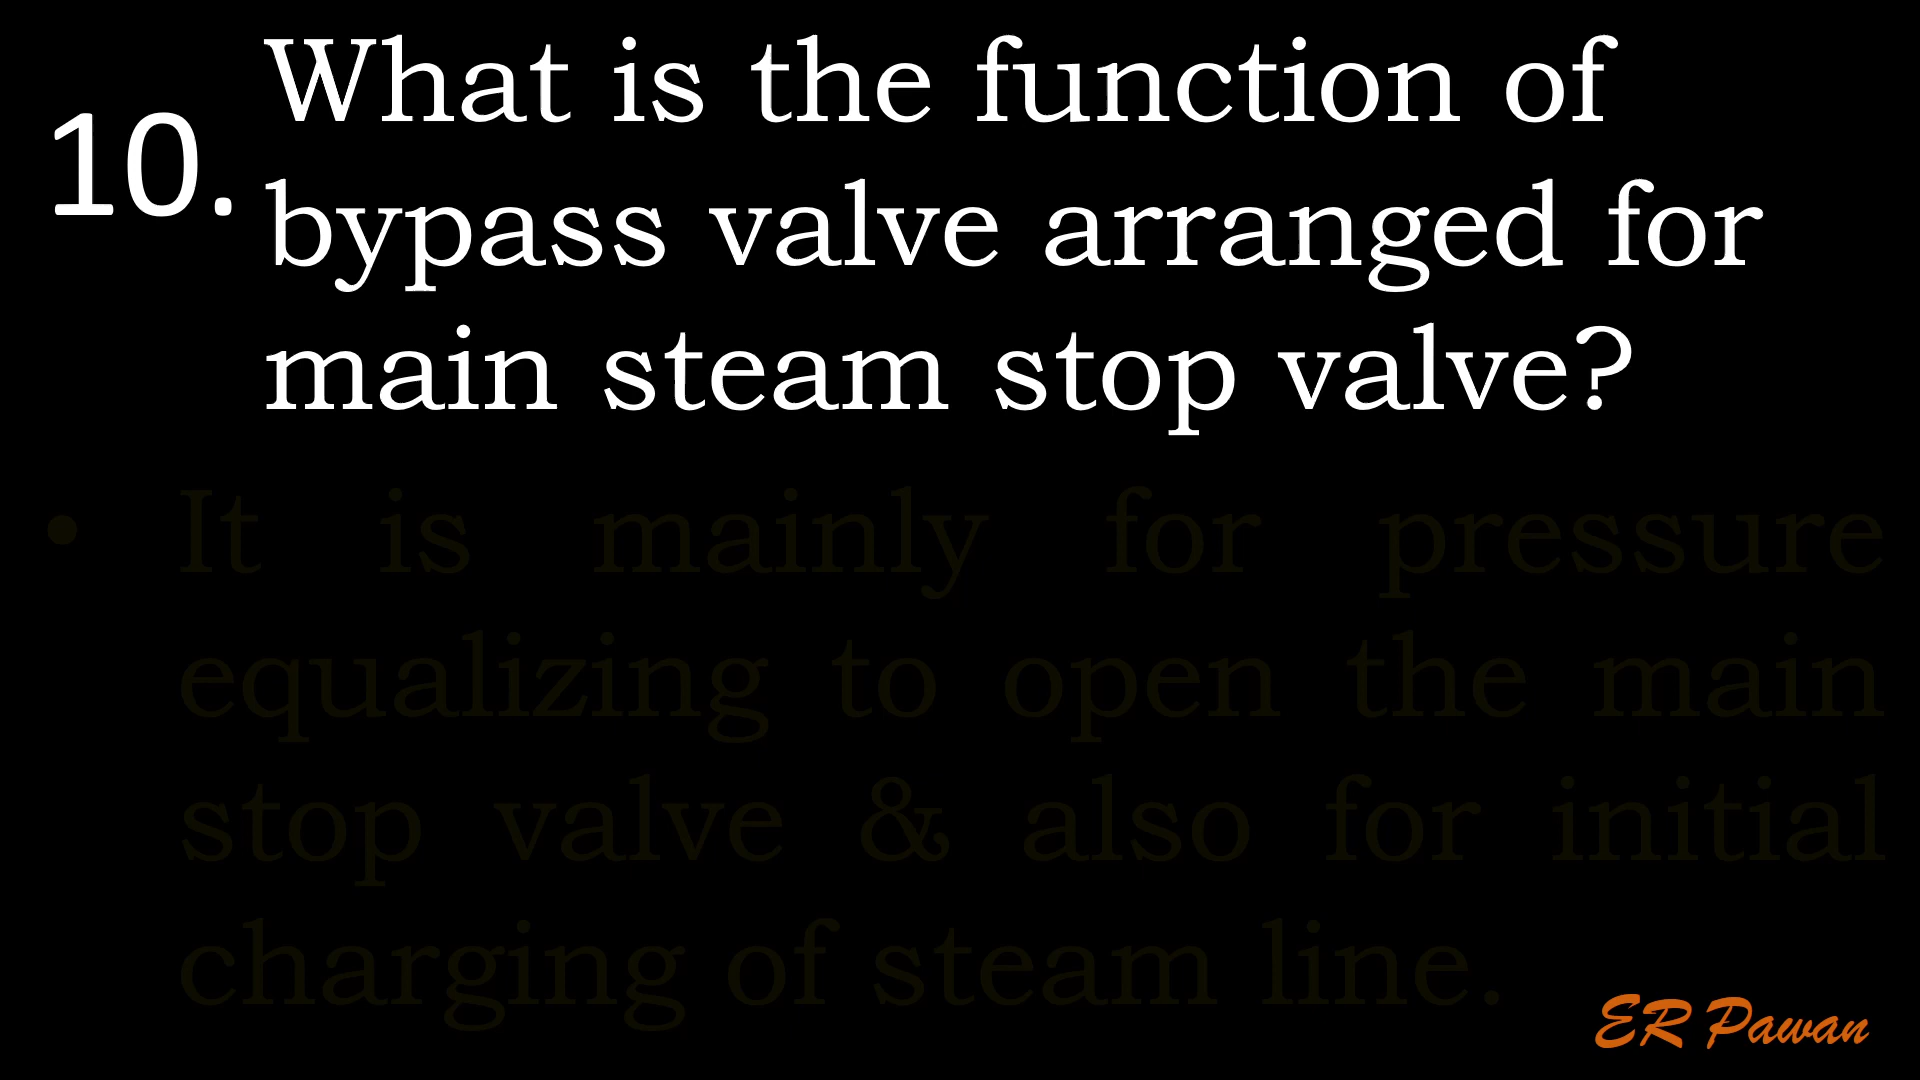 10. What is the function of
bypass valve arranged for
main steam stop valve?
• It is mainly for pressure
equalizing to open the main
stop valve & also for initial
charging of steam line.
ER Pawan